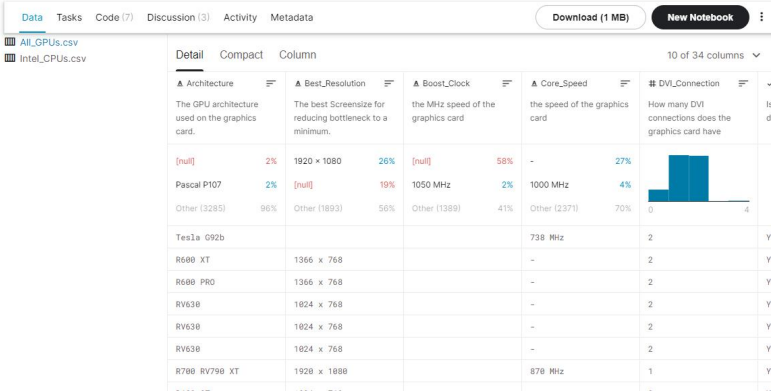 Data Tasks Code (7) Discussion (3) Activity Metadata Download (1 MB) New Notebook
All_GPUs.csv
Intel_CPUs.csv
Detail Compact Column 10 of 34 columns
Architecture Best_Resolution Boost_Clock Core_Speed # DVI_Connection
The GPU architecture The best Screensize for the MHz speed of the the speed of the graphics How many DVI
used on the graphics reducing bottleneck to a graphics card card connections does the
card. minimum. graphics card have
[null] 2% 1920 × 1080 26% [null] 58% - 27%
Pascal P107 2% [null] 19% 1050 MHz 2% 1000 MHz 4%
Other (3285) 96% Other (1893) 56% Other (1389) 41% Other (2371) 70% 0 4
Tesla G92b 738 MHz 2 Y
R600 XT 1366 x 768 - 2 Y
R600 PRO 1366 x 768 - 2 Y
RV630 1024 x 768 - 2 Y
RV630 1024 x 768 - 2 Y
RV630 1024 x 768 - 2 Y
R700 RV790 XT 1920 x 1080 870 MHz 1 Y